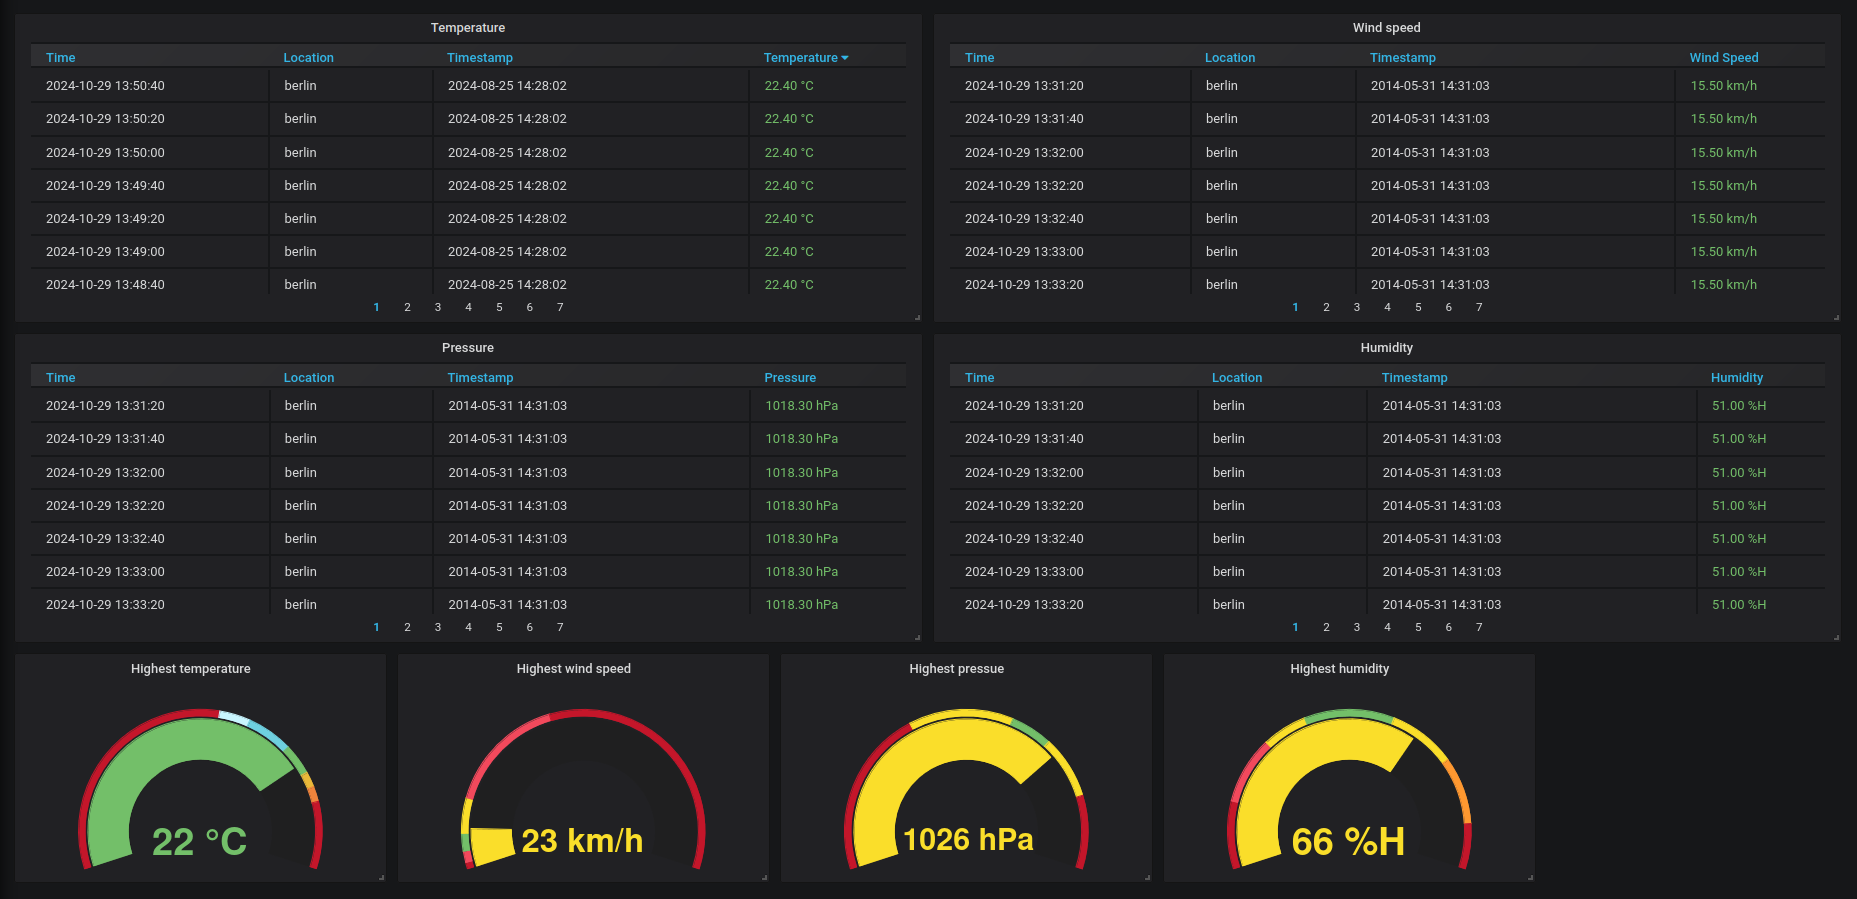 Temperature
Time Location Timestamp Temperature
2024-10-29 13:50:40 berlin 2024-08-25 14:28:02 22.40 °C
2024-10-29 13:50:20 berlin 2024-08-25 14:28:02 22.40 °C
2024-10-29 13:50:00 berlin 2024-08-25 14:28:02 22.40 °C
2024-10-29 13:49:40 berlin 2024-08-25 14:28:02 22.40 °C
2024-10-29 13:49:20 berlin 2024-08-25 14:28:02 22.40 °C
2024-10-29 13:49:00 berlin 2024-08-25 14:28:02 22.40 °C
2024-10-29 13:48:40 berlin 2024-08-25 14:28:02 22.40 °C
1 2 3 4 5 6 7
Wind speed
Time Location Timestamp Wind Speed
2024-10-29 13:31:20 berlin 2014-05-31 14:31:03 15.50 km/h
2024-10-29 13:31:40 berlin 2014-05-31 14:31:03 15.50 km/h
2024-10-29 13:32:00 berlin 2014-05-31 14:31:03 15.50 km/h
2024-10-29 13:32:20 berlin 2014-05-31 14:31:03 15.50 km/h
2024-10-29 13:32:40 berlin 2014-05-31 14:31:03 15.50 km/h
2024-10-29 13:33:00 berlin 2014-05-31 14:31:03 15.50 km/h
2024-10-29 13:33:20 berlin 2014-05-31 14:31:03 15.50 km/h
1 2 3 4 5 6 7
Pressure
Time Location Timestamp Pressure
2024-10-29 13:31:20 berlin 2014-05-31 14:31:03 1018.30 hPa
2024-10-29 13:31:40 berlin 2014-05-31 14:31:03 1018.30 hPa
2024-10-29 13:32:00 berlin 2014-05-31 14:31:03 1018.30 hPa
2024-10-29 13:32:20 berlin 2014-05-31 14:31:03 1018.30 hPa
2024-10-29 13:32:40 berlin 2014-05-31 14:31:03 1018.30 hPa
2024-10-29 13:33:00 berlin 2014-05-31 14:31:03 1018.30 hPa
2024-10-29 13:33:20 berlin 2014-05-31 14:31:03 1018.30 hPa
1 2 3 4 5 6 7
Humidity
Time Location Timestamp Humidity
2024-10-29 13:31:20 berlin 2014-05-31 14:31:03 51.00 %H
2024-10-29 13:31:40 berlin 2014-05-31 14:31:03 51.00 %H
2024-10-29 13:32:00 berlin 2014-05-31 14:31:03 51.00 %H
2024-10-29 13:32:20 berlin 2014-05-31 14:31:03 51.00 %H
2024-10-29 13:32:40 berlin 2014-05-31 14:31:03 51.00 %H
2024-10-29 13:33:00 berlin 2014-05-31 14:31:03 51.00 %H
2024-10-29 13:33:20 berlin 2014-05-31 14:31:03 51.00 %H
1 2 3 4 5 6 7
Highest temperature
22 °C
Highest wind speed
23 km/h
Highest pressue
1026 hPa
Highest humidity
66 %H